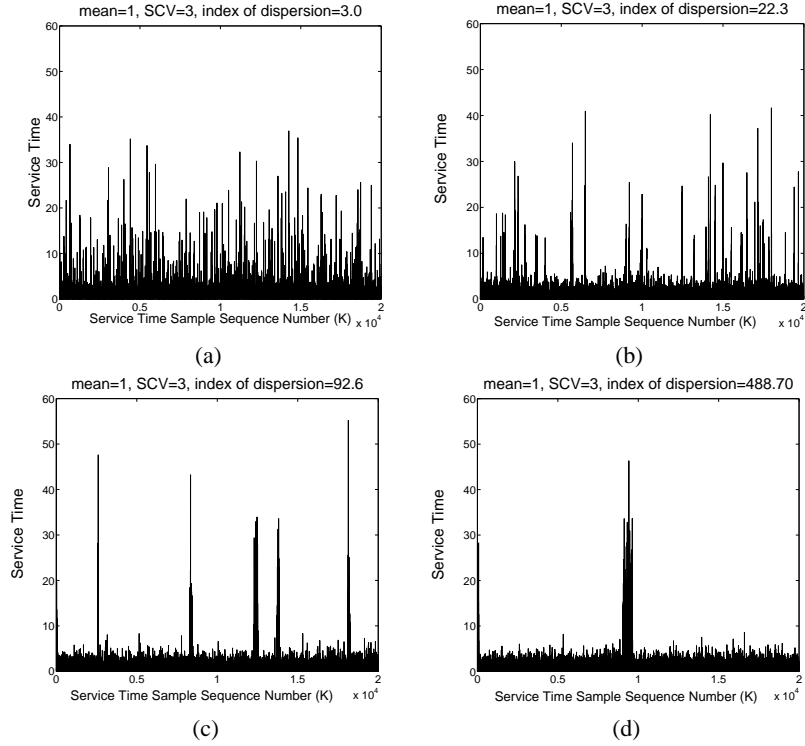 mean=1, SCV=3, index of dispersion=3.0
60
50
40
30
20
10
0
Service Time
0 0.5 1 1.5 2
Service Time Sample Sequence Number (K) x 10^4
(a)
mean=1, SCV=3, index of dispersion=22.3
60
50
40
30
20
10
0
Service Time
0 0.5 1 1.5 2
Service Time Sample Sequence Number (K) x 10^4
(b)
mean=1, SCV=3, index of dispersion=92.6
60
50
40
30
20
10
0
Service Time
0 0.5 1 1.5 2
Service Time Sample Sequence Number (K) x 10^4
(c)
mean=1, SCV=3, index of dispersion=488.70
60
50
40
30
20
10
0
Service Time
0 0.5 1 1.5 2
Service Time Sample Sequence Number (K) x 10^4
(d)